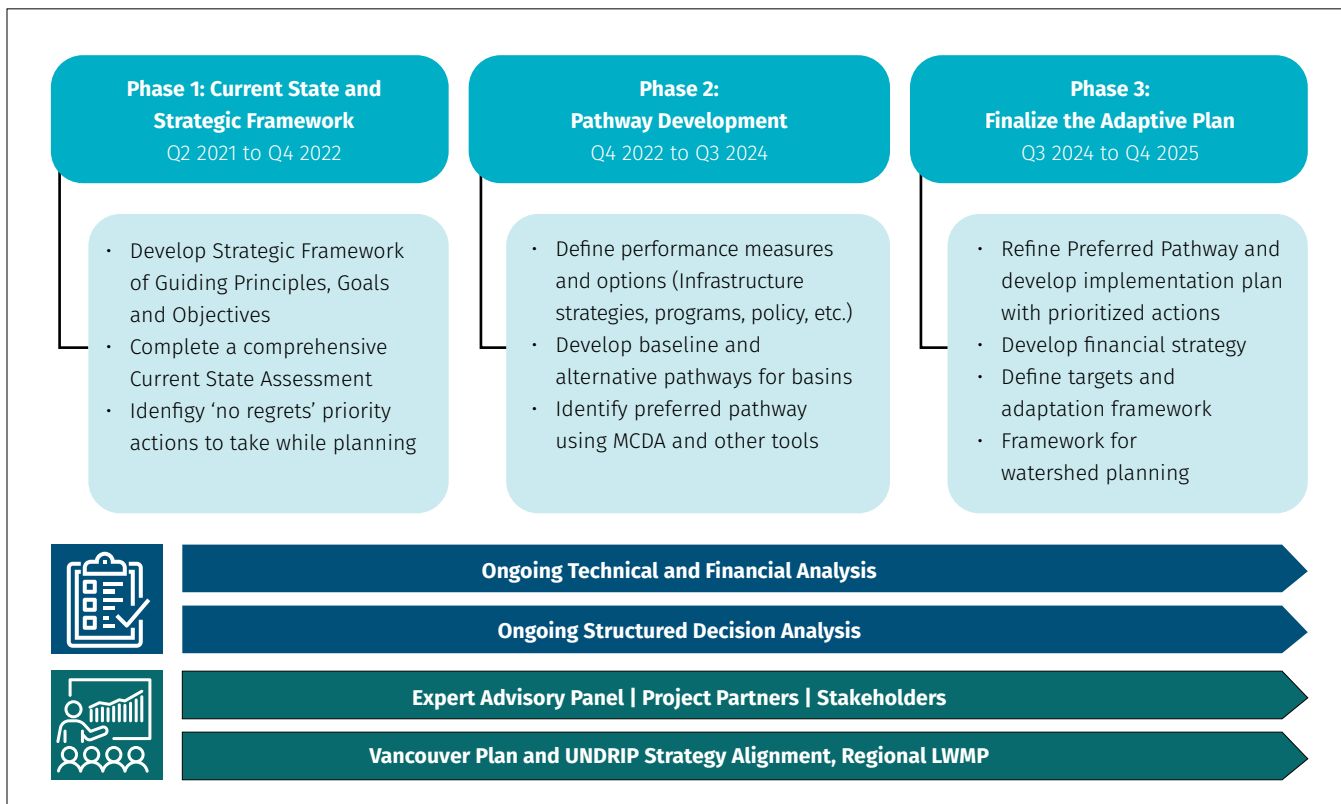 Phase 1: Current State and
Strategic Framework
Q2 2021 to Q4 2022
• Develop Strategic Framework
of Guiding Principles, Goals
and Objectives
• Complete a comprehensive
Current State Assessment
• Idenfigy ‘no regrets’ priority
actions to take while planning
Phase 2:
Pathway Development
Q4 2022 to Q3 2024
• Define performance measures
and options (Infrastructure
strategies, programs, policy, etc.)
• Develop baseline and
alternative pathways for basins
• Identify preferred pathway
using MCDA and other tools
Phase 3:
Finalize the Adaptive Plan
Q3 2024 to Q4 2025
• Refine Preferred Pathway and
develop implementation plan
with prioritized actions
• Develop financial strategy
• Define targets and
adaptation framework
• Framework for
watershed planning
Ongoing Technical and Financial Analysis
Ongoing Structured Decision Analysis
Expert Advisory Panel | Project Partners | Stakeholders
Vancouver Plan and UNDRIP Strategy Alignment, Regional LWMP